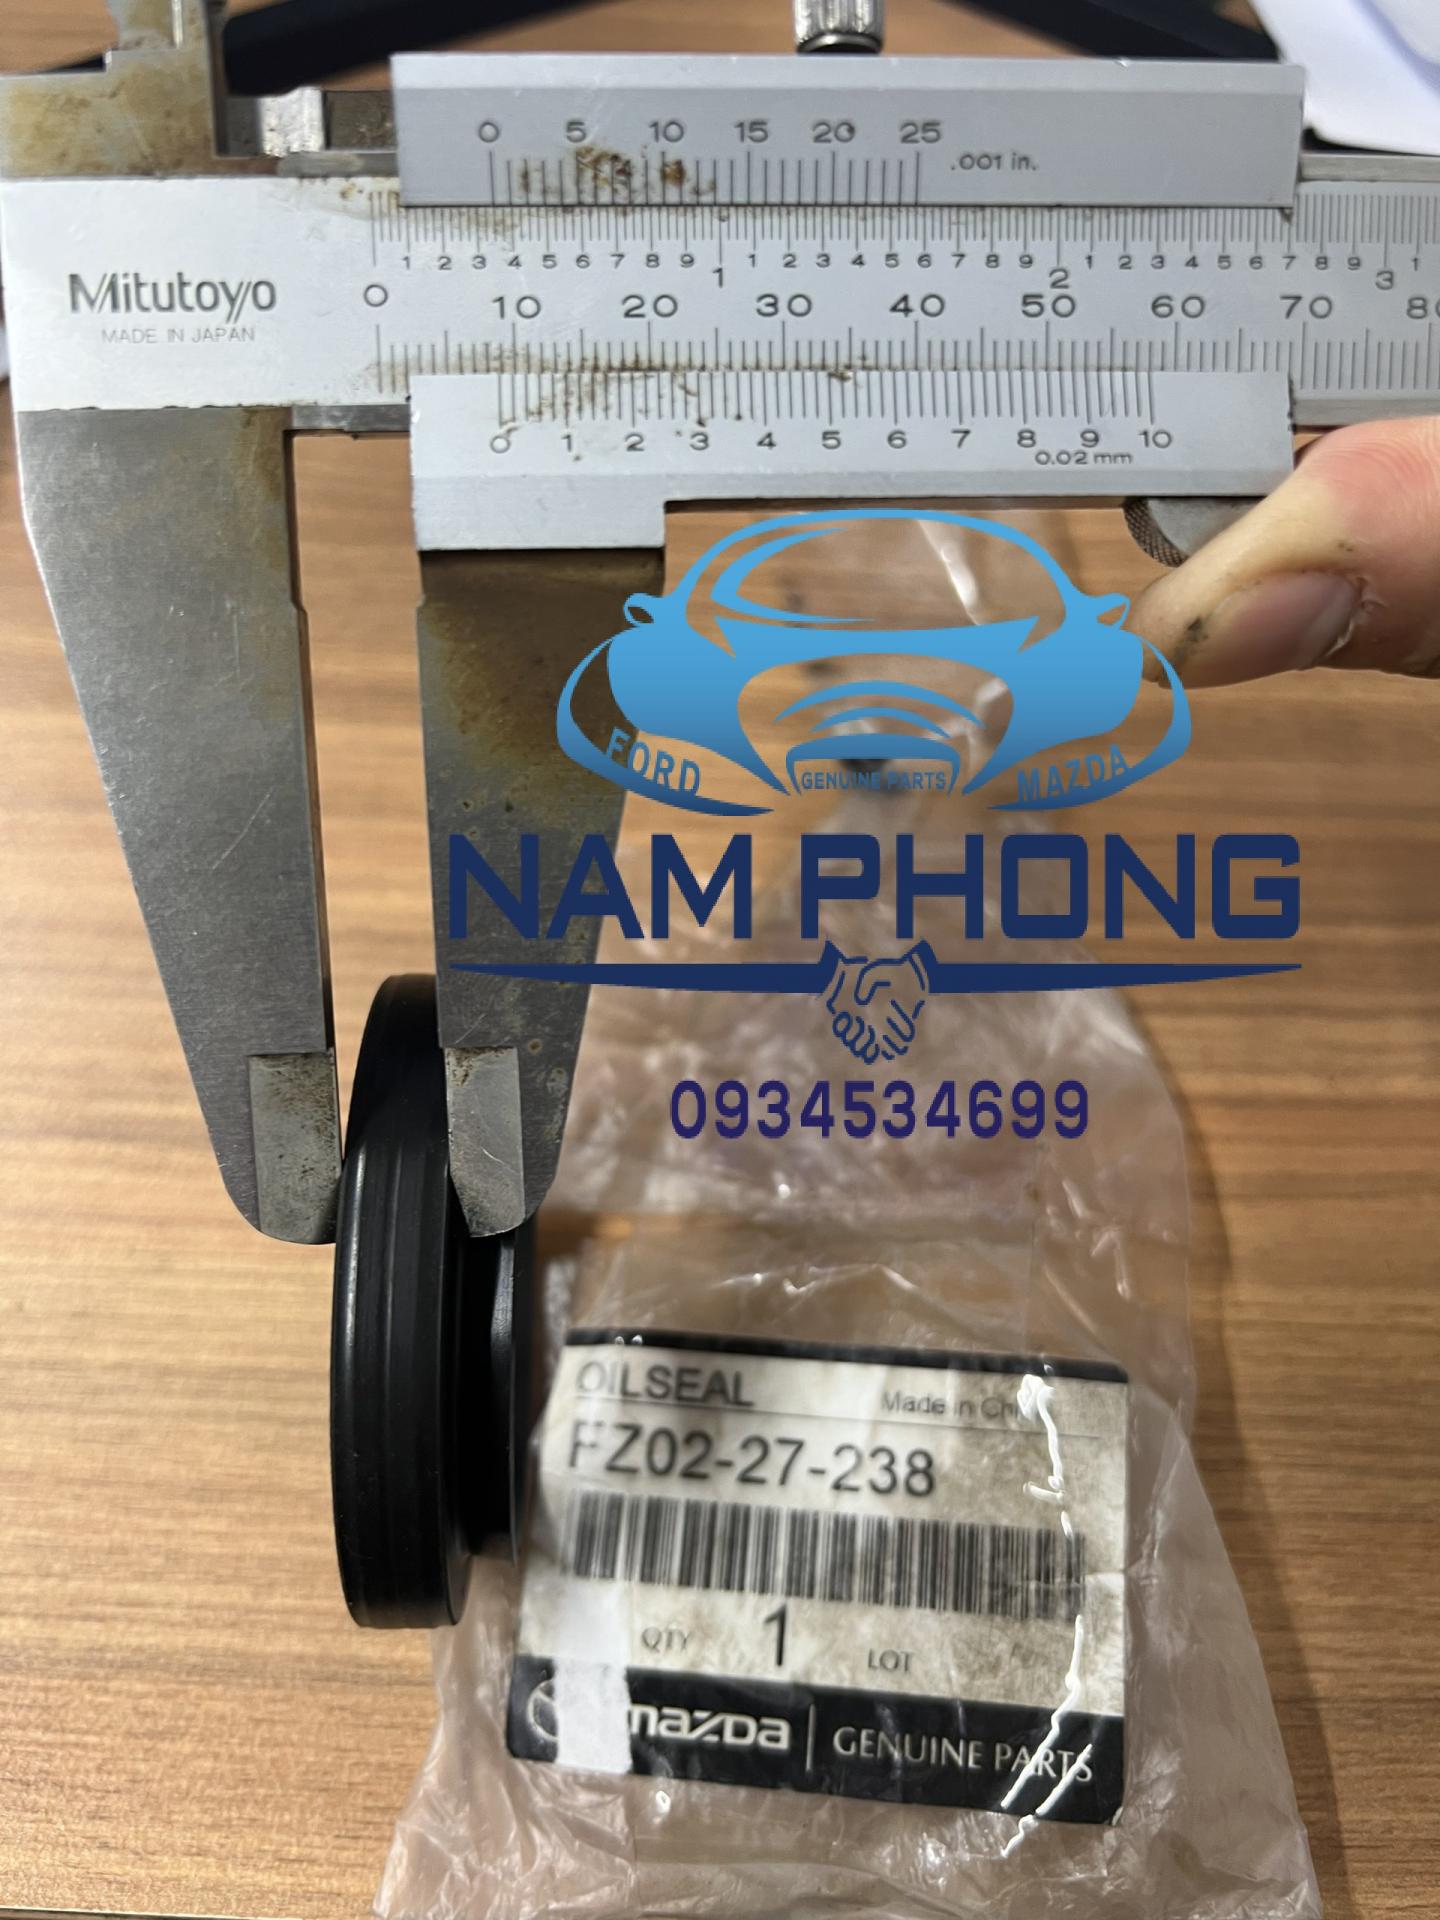 0 5 10 15 20 25
.001 in.
1 2 3 4 5 6 7 8 9 1 1 2 3 4 5 6 7 8 9 2 1 2 3 4 5 6 7 8 9 3 1
Mitutoyo
MADE IN JAPAN
0 10 20 30 40 50 60 70 80
0 1 2 3 4 5 6 7 8 9 10
0.02 mm
FORD GENUINE PARTS MAZDA
NAM PHONG
0934534699
OILSEAL
Made in
FZ02-27-238
QTY 1 LOT
mazda | GENUINE PARTS